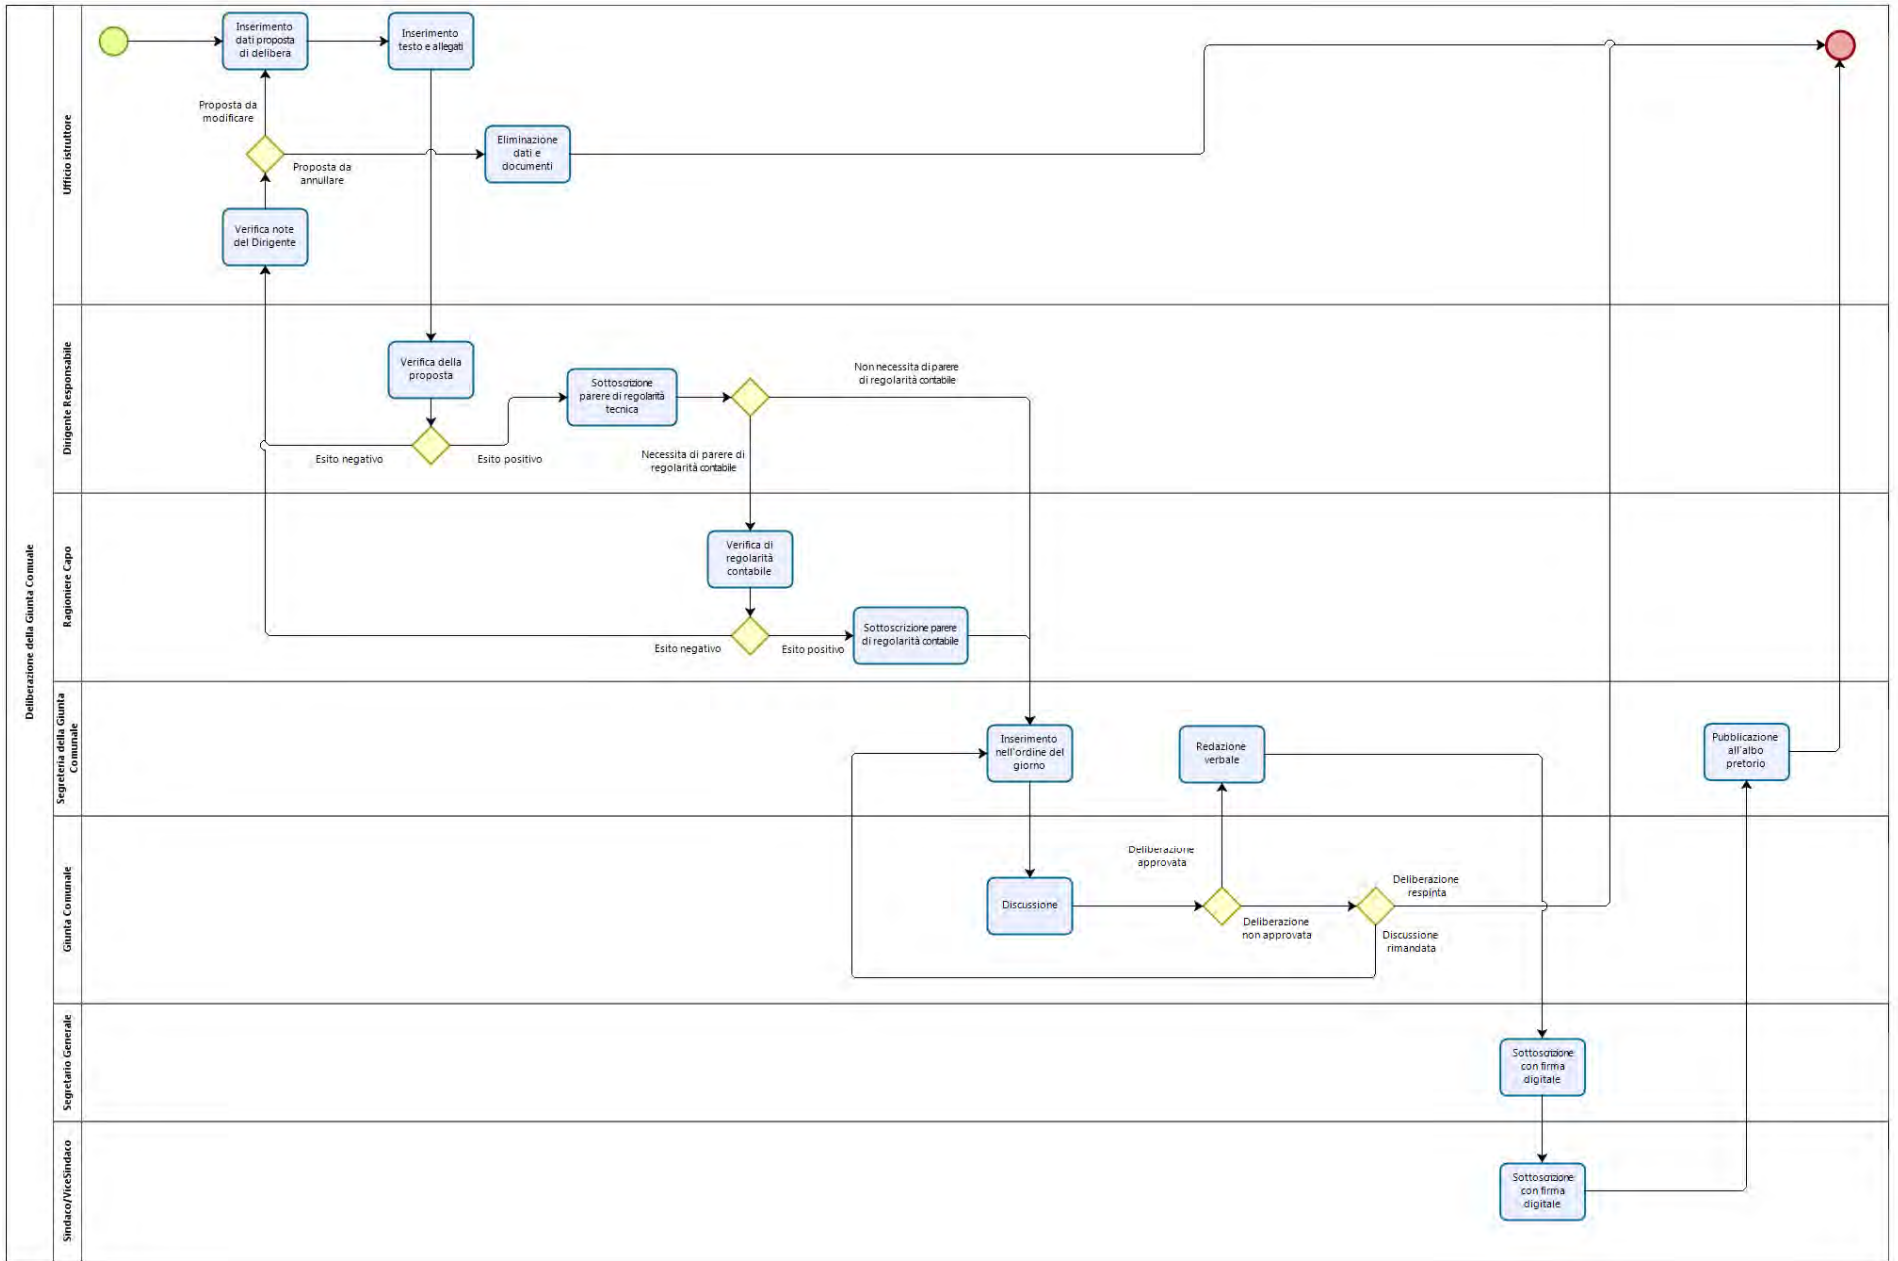 Deliberazione della Giunta Comuale
Ufficio istruttore
Inserimento
dati proposta
di delibera
Inserimento
testo e allegati
Proposta da
modificare
Proposta da
annullare
Eliminazione
dati e
documenti
Verifica note
del Dirigente
Dirigente Responsabile
Verifica della
proposta
Esito negativo
Esito positivo
Sottoscrizione
parere di regolarità
tecnica
Non necessita di parere
di regolarità contabile
Necessita di parere di
regolarità contabile
Ragioniere Capo
Verifica di
regolarità
contabile
Esito negativo
Esito positivo
Sottoscrizione parere
di regolarità contabile
Segreteria della Giunta
Comunale
Inserimento
nell'ordine del
giorno
Redazione
verbale
Pubblicazione
all'albo
pretorio
Giunta Comunale
Discussione
Deliberazione
approvata
Deliberazione
non approvata
Deliberazione
respinta
Discussione
rimandata
Segretario Generale
Sottoscrizione
con firma
digitale
Sindaco/ViceSindaco
Sottoscrizione
con firma
digitale